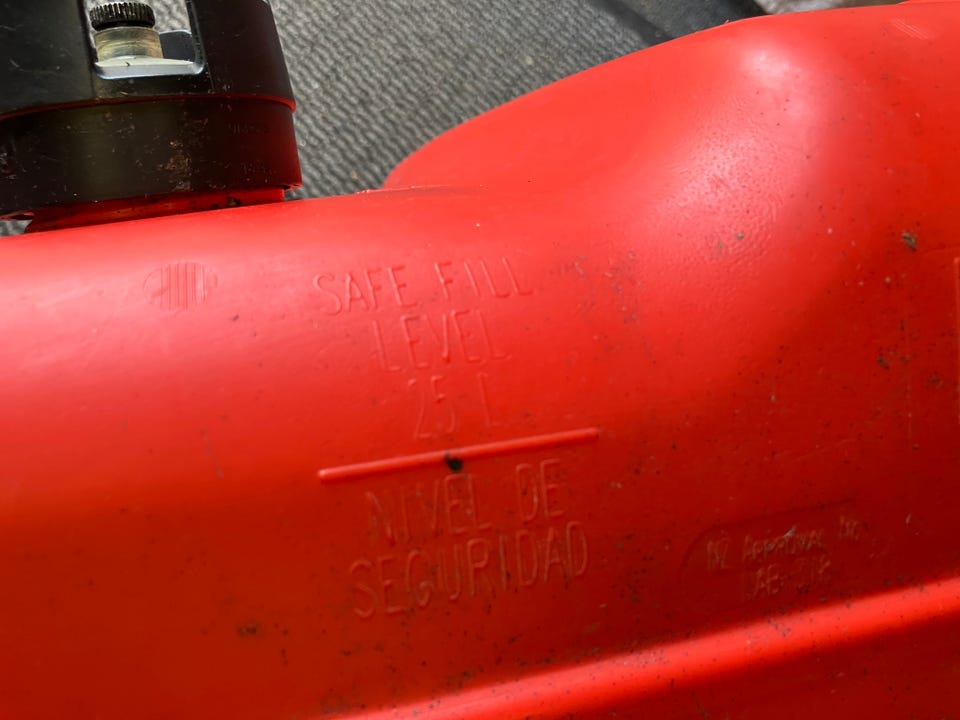 SAFE FILL
LEVEL
25 L
NIVEL DE
SEGURIDAD
NZ APPROVAL No